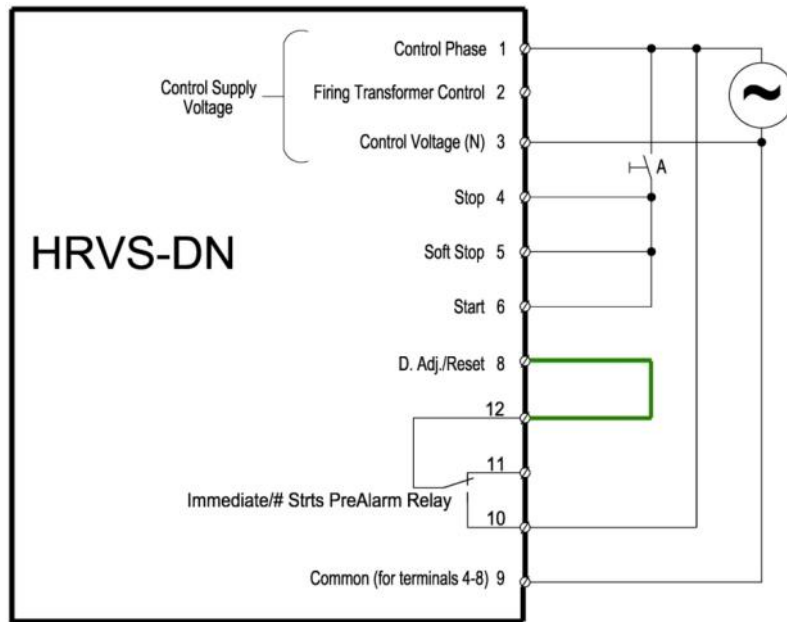 Control Phase 1
Control Supply
Voltage
Firing Transformer Control 2
Control Voltage (N) 3
A
Stop 4
HRVS-DN
Soft Stop 5
Start 6
D. Adj./Reset 8
12
11
Immediate/# Strts PreAlarm Relay
10
Common (for terminals 4-8) 9